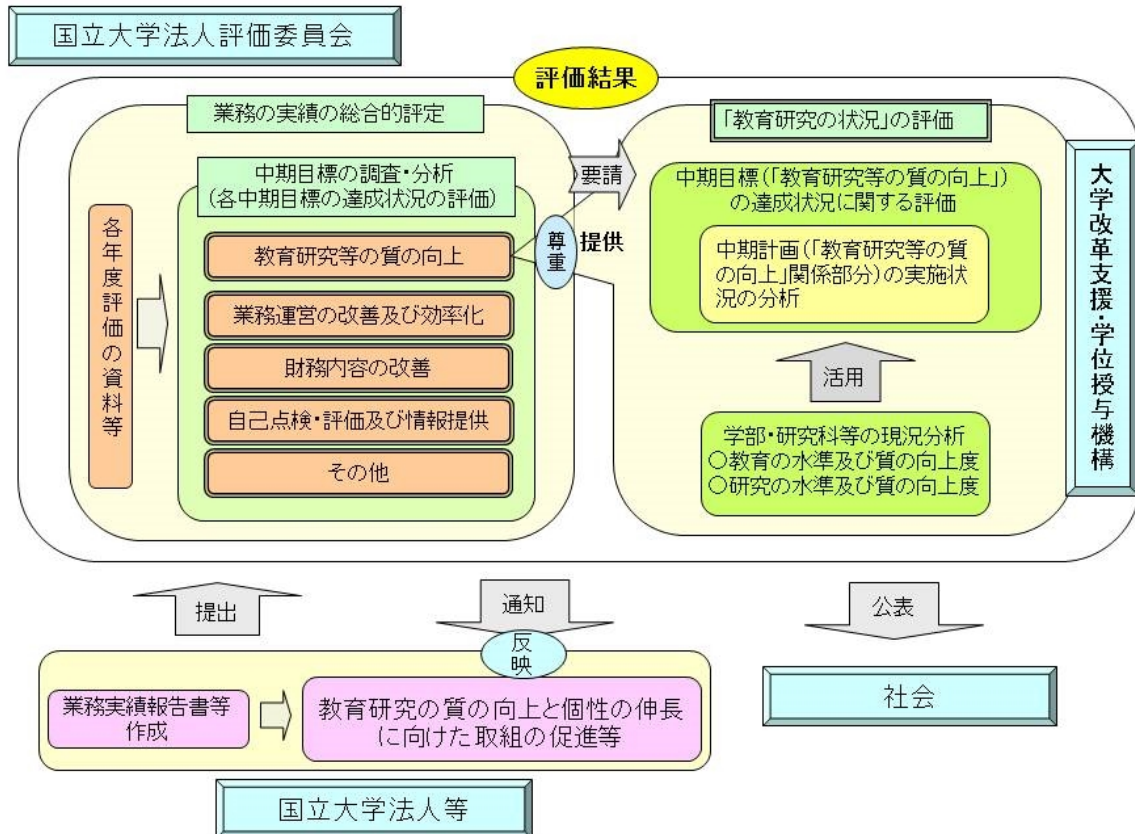 国立大学法人評価委員会
評価結果
業務の実績の総合的評定
中期目標の調査・分析
(各中期目標の達成状況の評価)
各年度評価の資料等
教育研究等の質の向上
業務運営の改善及び効率化
財務内容の改善
自己点検・評価及び情報提供
その他
要請
尊重
提供
「教育研究の状況」の評価
中期目標(「教育研究等の質の向上」)
の達成状況に関する評価
中期計画(「教育研究等の質
の向上」関係部分)の実施状
況の分析
活用
学部・研究科等の現況分析
○教育の水準及び質の向上度
○研究の水準及び質の向上度
大学改革支援・学位授与機構
提出
通知
公表
反映
業務実績報告書等
作成
教育研究の質の向上と個性の伸長
に向けた取組の促進等
社会
国立大学法人等